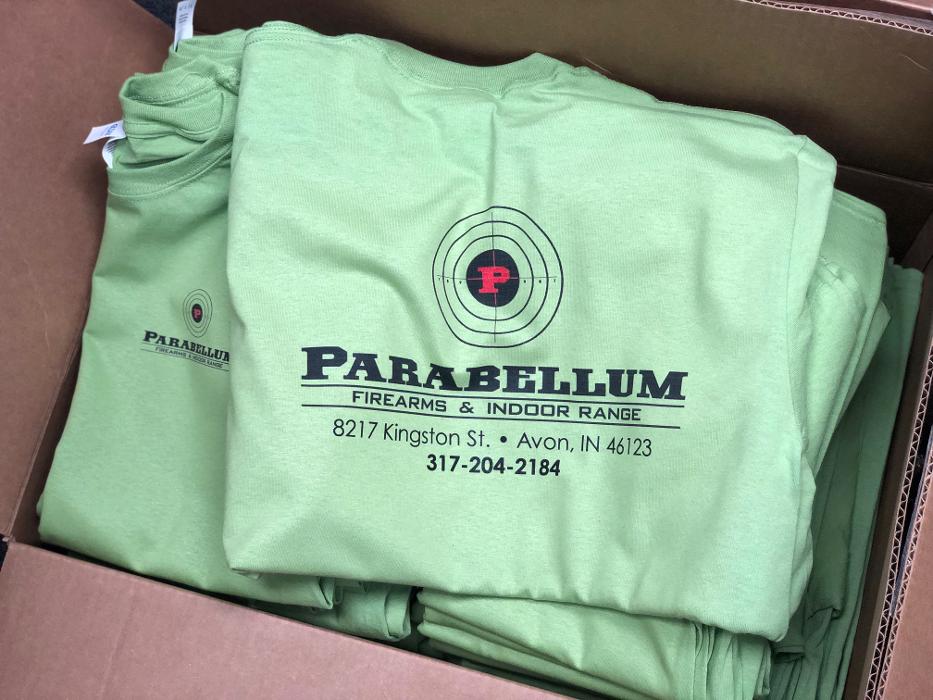 P
PARABELLUM
FIREARMS & INDOOR RANGE
8217 Kingston St. • Avon, IN 46123
317-204-2184
P
PARABELLUM
FIREARMS & INDOOR RANGE